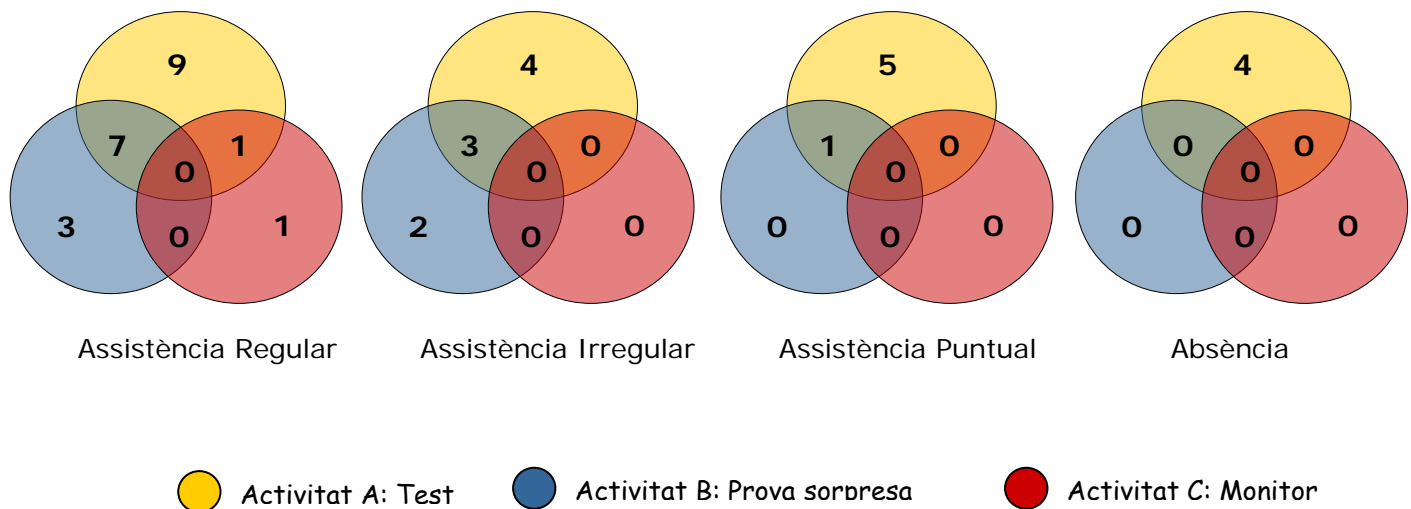 9 4 5 4
7 1 3 0 1 0 0 0
0 0 0 0
3 1 2 0 0 0 0 0
0 0 0 0
Assistència Regular Assistència Irregular Assistència Puntual Absència
Activitat A: Test Activitat B: Prova sorpresa Activitat C: Monitor